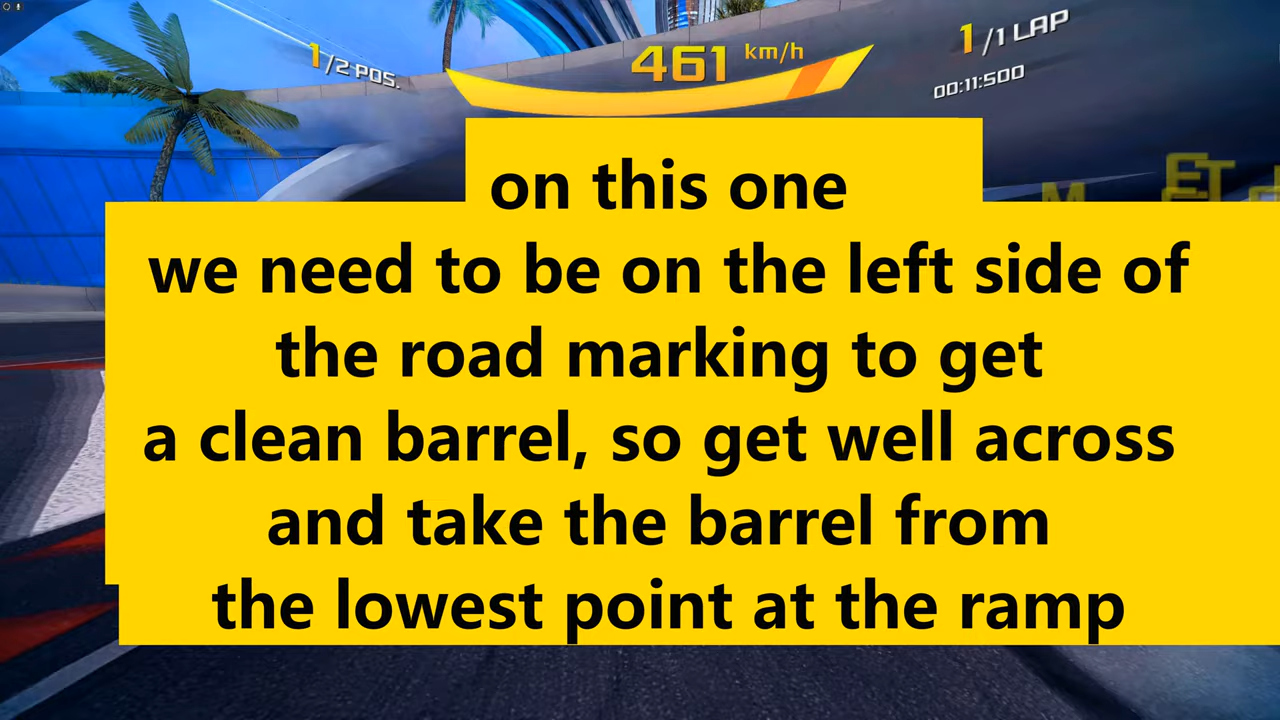 1/2 POS.
461 km/h
1/1 LAP
00:11:500
on this one
we need to be on the left side of
the road marking to get
a clean barrel, so get well across
and take the barrel from
the lowest point at the ramp